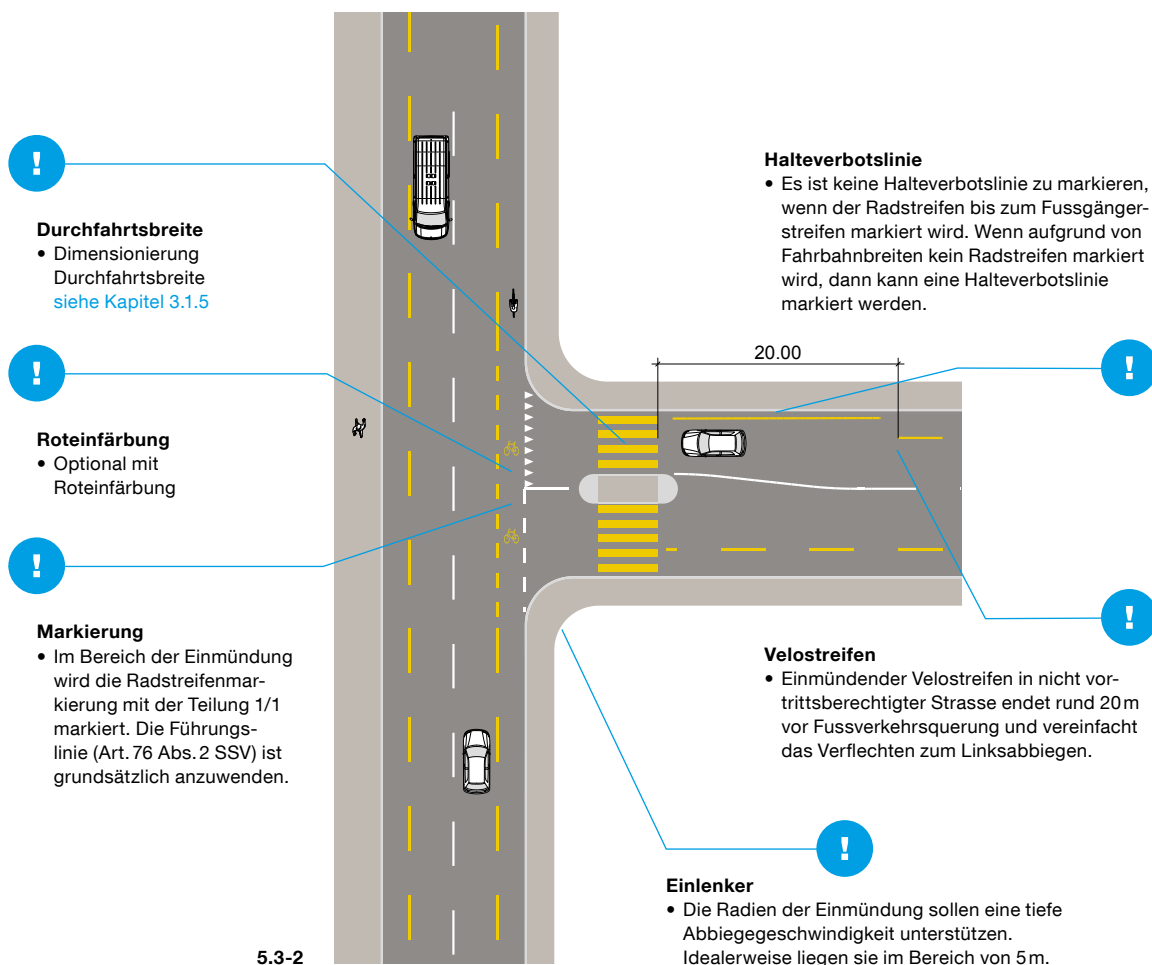 !
Durchfahrtsbreite
• Dimensionierung
Durchfahrtsbreite
siehe Kapitel 3.1.5
!
Roteinfärbung
• Optional mit
Roteinfärbung
!
Markierung
• Im Bereich der Einmündung
wird die Radstreifenmar-
kierung mit der Teilung 1/1
markiert. Die Führungs-
linie (Art. 76 Abs. 2 SSV) ist
grundsätzlich anzuwenden.
5.3-2
Halteverbotslinie
• Es ist keine Halteverbotslinie zu markieren,
wenn der Radstreifen bis zum Fussgänger-
streifen markiert wird. Wenn aufgrund von
Fahrbahnbreiten kein Radstreifen markiert
wird, dann kann eine Halteverbotslinie
markiert werden.
20.00
!
!
Velostreifen
• Einmündender Velostreifen in nicht vor-
trittsberechtigter Strasse endet rund 20 m
vor Fussverkehrsquerung und vereinfacht
das Verflechten zum Linksabbiegen.
!
Einlenker
• Die Radien der Einmündung sollen eine tiefe
Abbiegegeschwindigkeit unterstützen.
Idealerweise liegen sie im Bereich von 5 m.